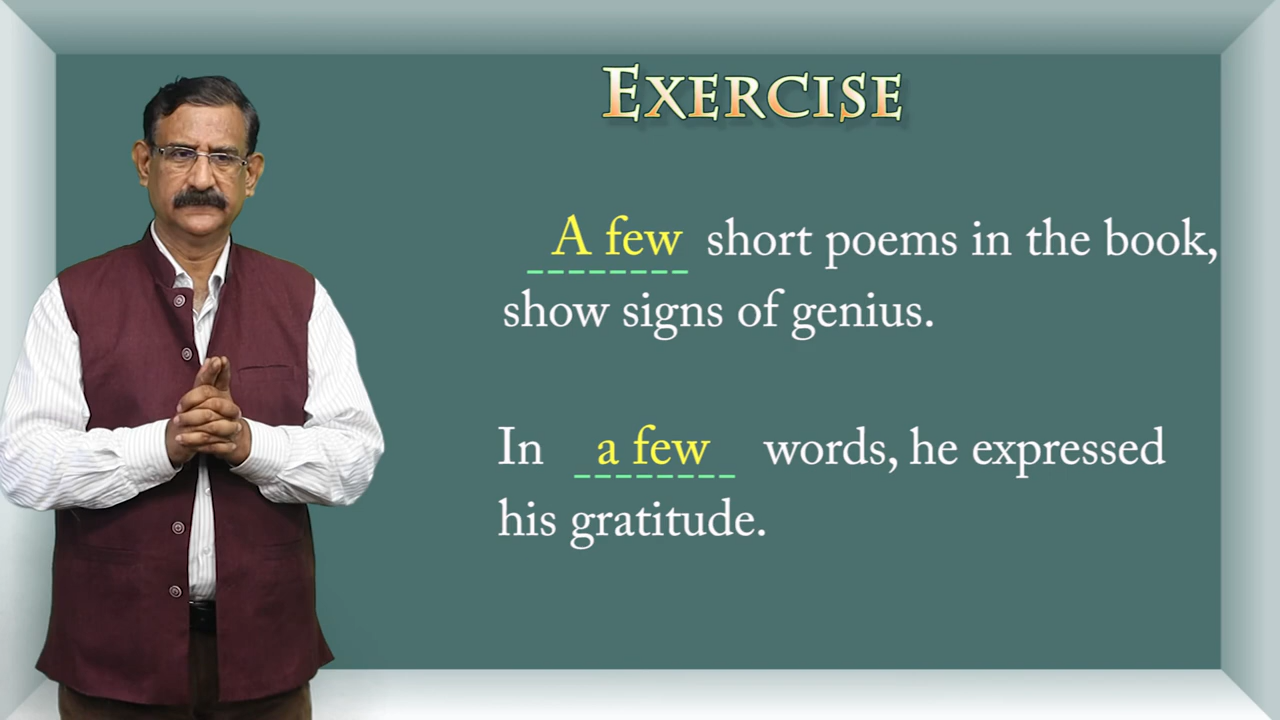 EXERCISE
A few short poems in the book,
show signs of genius.
In a few words, he expressed
his gratitude.